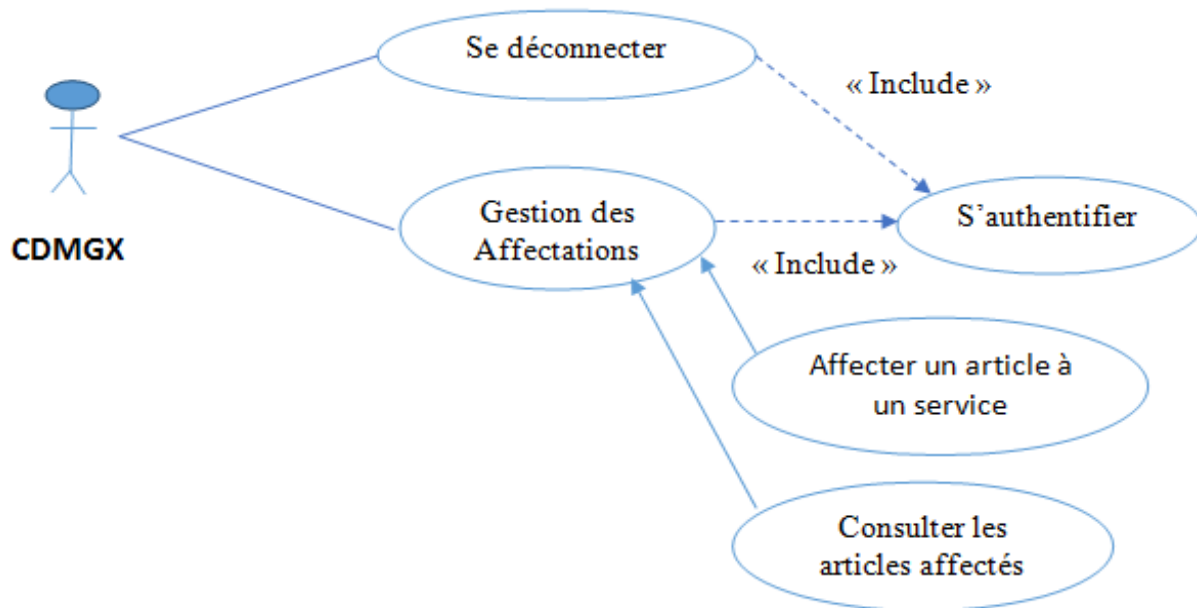 Se déconnecter
« Include »
CDMGX
Gestion des
Affectations
S'authentifier
« Include »
Affecter un article à
un service
Consulter les
articles affectés